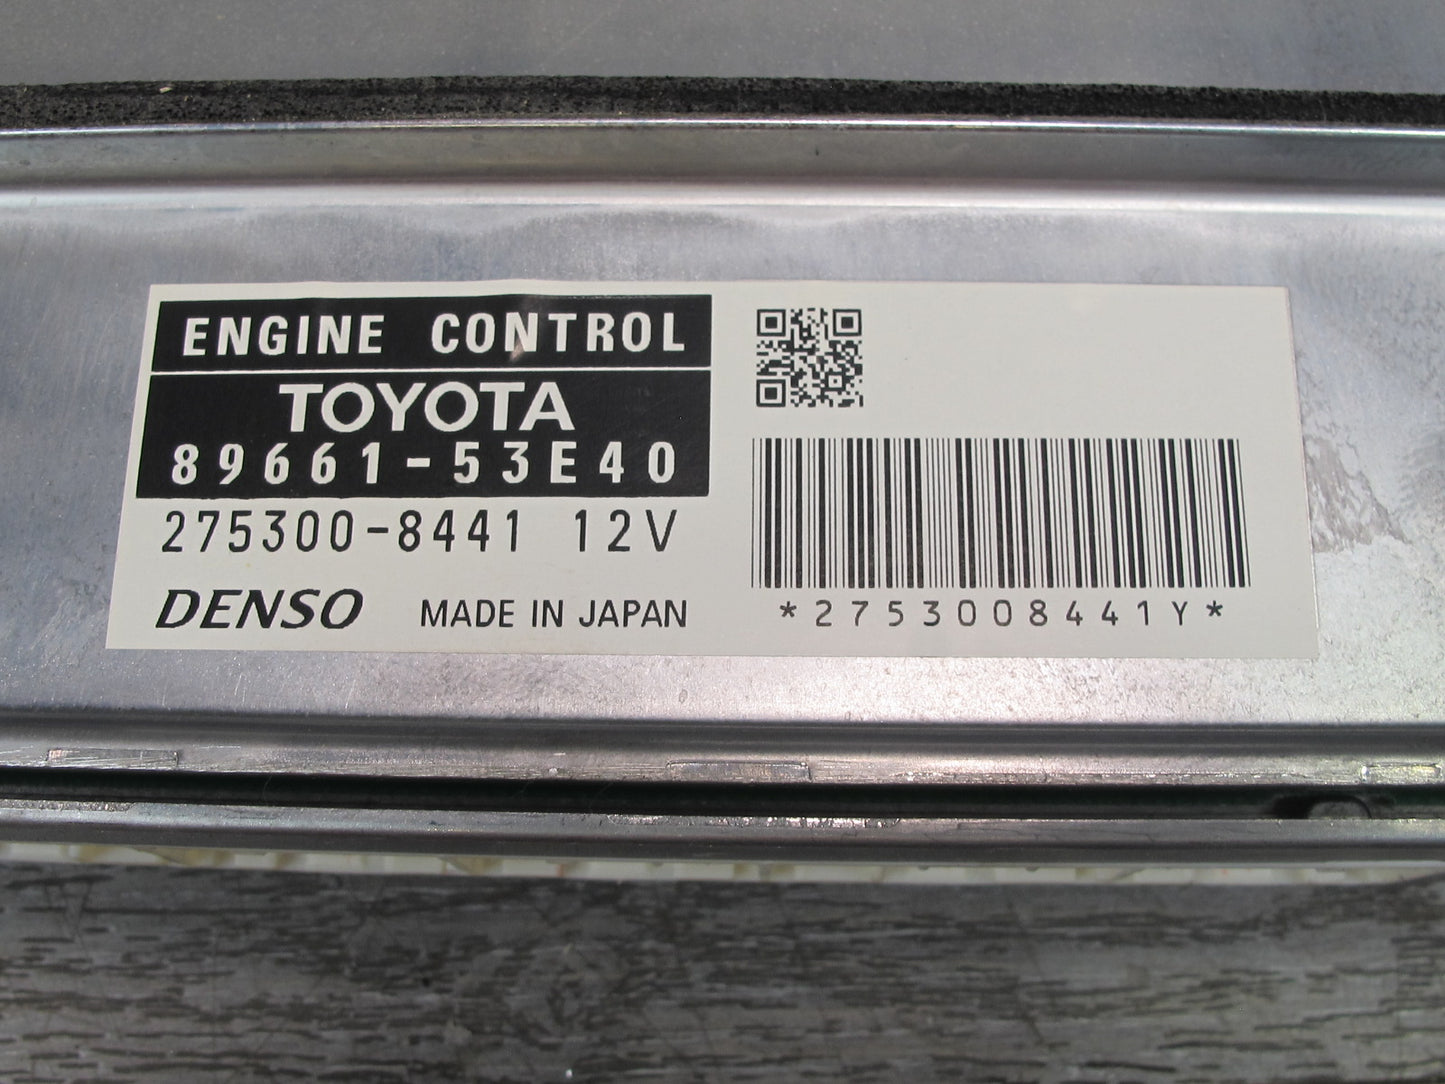 ENGINE CONTROL
TOYOTA
89661-53E40
275300-8441 12V
DENSO MADE IN JAPAN
*2753008441Y*